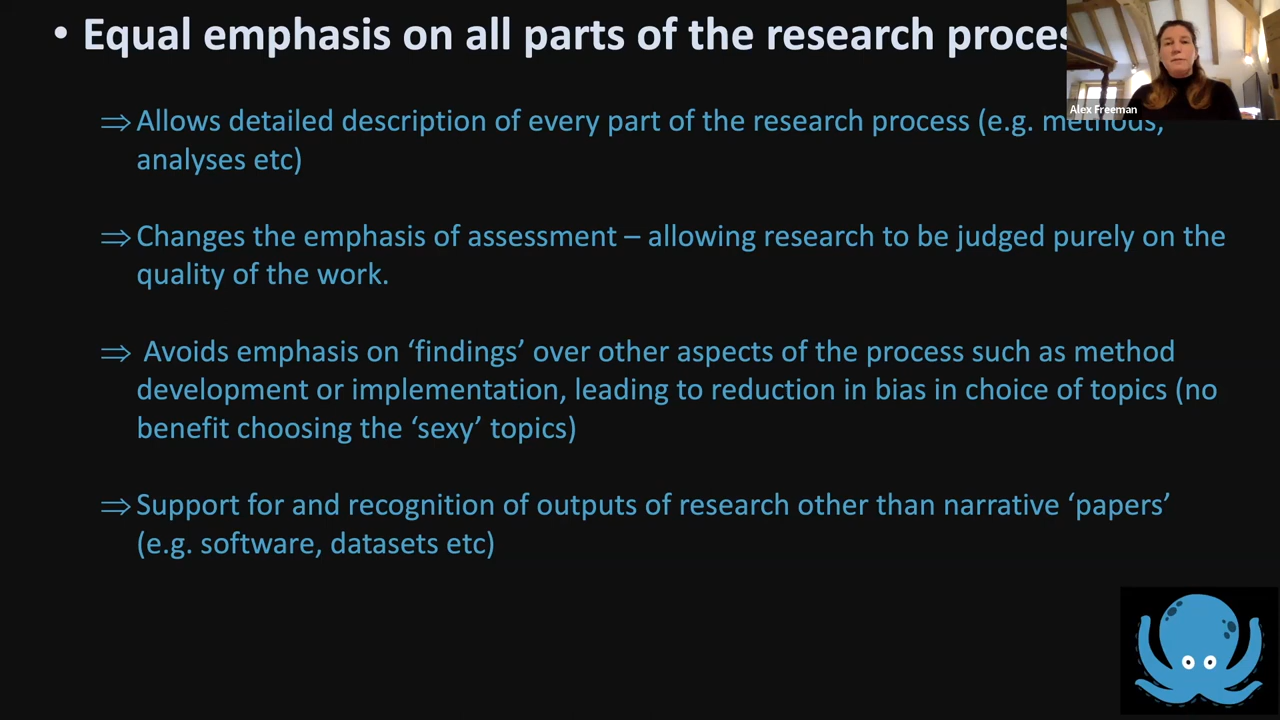 • Equal emphasis on all parts of the research proces
Alex Freeman
⇒ Allows detailed description of every part of the research process (e.g. methods,
analyses etc)
⇒ Changes the emphasis of assessment – allowing research to be judged purely on the
quality of the work.
⇒ Avoids emphasis on ‘findings’ over other aspects of the process such as method
development or implementation, leading to reduction in bias in choice of topics (no
benefit choosing the ‘sexy’ topics)
⇒ Support for and recognition of outputs of research other than narrative ‘papers’
(e.g. software, datasets etc)